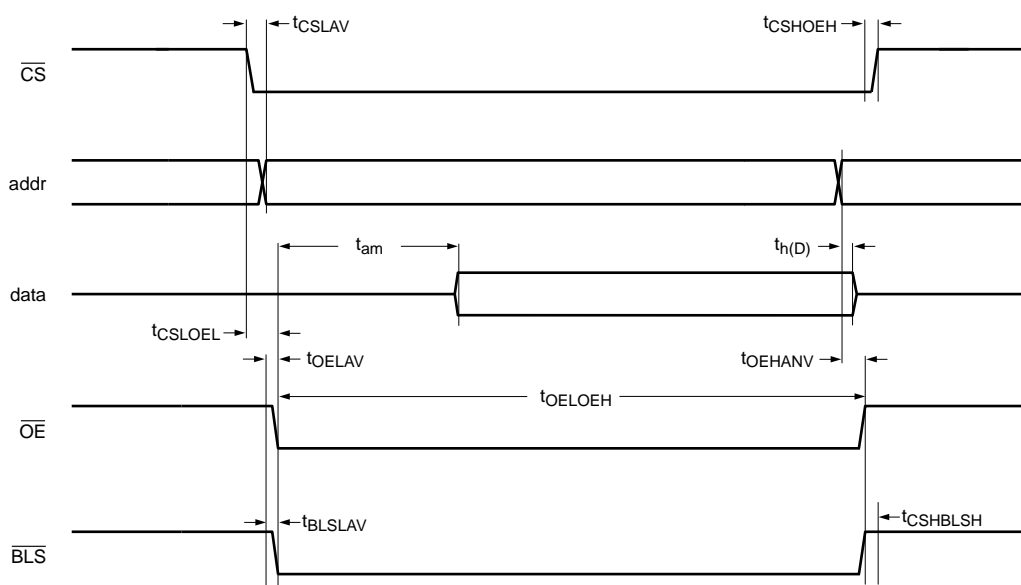 tCSLAV
tCSHOEH
CS
addr
tam
th(D)
data
tCSLOEL
tOELAV
tOEHANV
tOELOEH
OE
tBLSLAV
tCSHBLSH
BLS